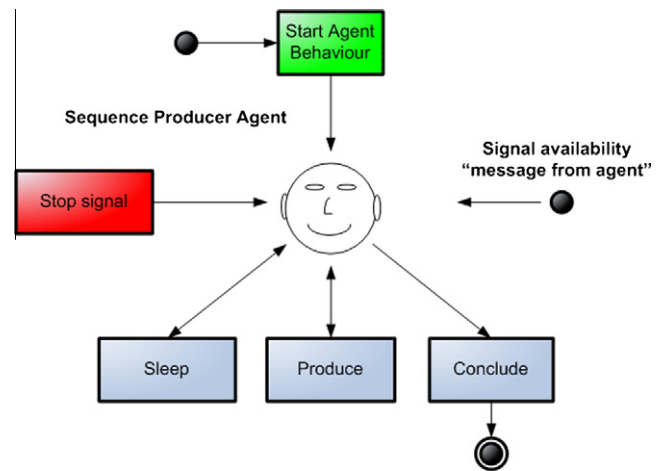 Start Agent
Behaviour
Sequence Producer Agent
Signal availability
“message from agent”
Stop signal
Sleep
Produce
Conclude